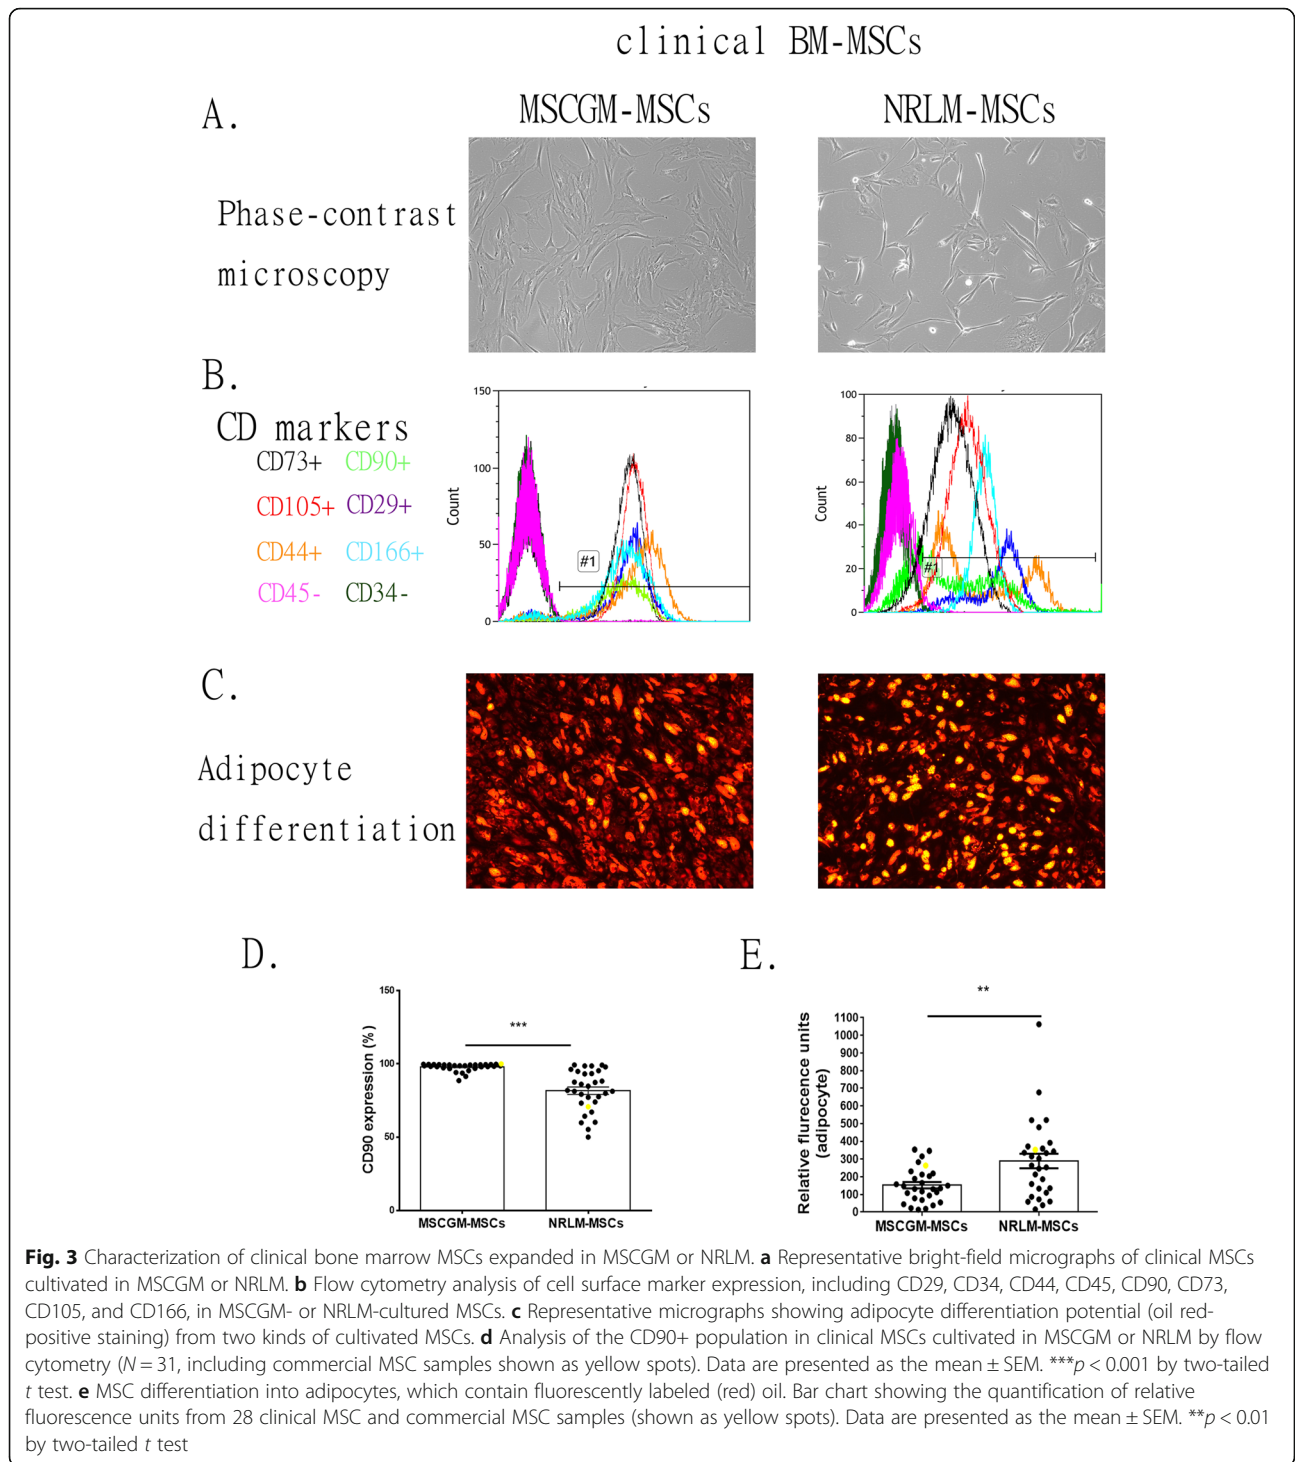 clinical BM-MSCs
A.
MSCGM-MSCs
NRLM-MSCs
Phase-contrast
microscopy
B.
CD markers
CD73+ CD90+
CD105+ CD29+
CD44+ CD166+
CD45- CD34-
150
100
50
0
Count
#1
100
80
60
40
20
0
Count
#1
C.
Adipocyte
differentiation
D.
150
100
50
0
CD90 expression (%)
***
MSCGM-MSCs
NRLM-MSCs
E.
**
1100
1000
900
800
700
600
500
400
300
200
100
0
Relative flurecence units
(adipocyte)
MSCGM-MSCs
NRLM-MSCs
Fig. 3 Characterization of clinical bone marrow MSCs expanded in MSCGM or NRLM. a Representative bright-field micrographs of clinical MSCs
cultivated in MSCGM or NRLM. b Flow cytometry analysis of cell surface marker expression, including CD29, CD34, CD44, CD45, CD90, CD73,
CD105, and CD166, in MSCGM- or NRLM-cultured MSCs. c Representative micrographs showing adipocyte differentiation potential (oil red-
positive staining) from two kinds of cultivated MSCs. d Analysis of the CD90+ population in clinical MSCs cultivated in MSCGM or NRLM by flow
cytometry (N = 31, including commercial MSC samples shown as yellow spots). Data are presented as the mean ± SEM. ***p < 0.001 by two-tailed
t test. e MSC differentiation into adipocytes, which contain fluorescently labeled (red) oil. Bar chart showing the quantification of relative
fluorescence units from 28 clinical MSC and commercial MSC samples (shown as yellow spots). Data are presented as the mean ± SEM. **p < 0.01
by two-tailed t test